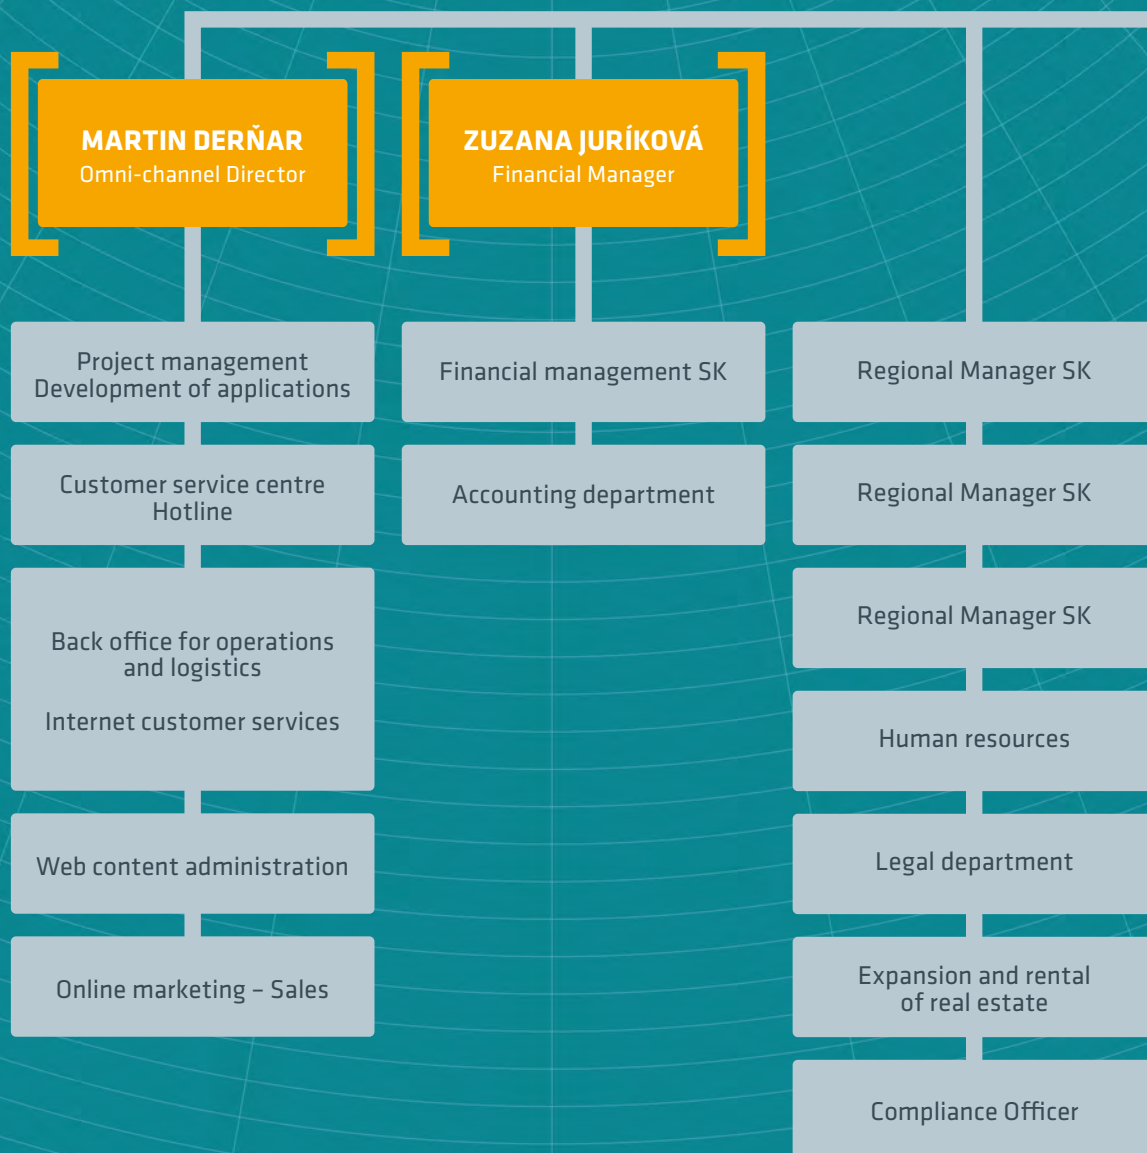 MARTIN DERŇAR
Omni-channel Director
Project management
Development of applications
Customer service centre
Hotline
Back office for operations
and logistics
Internet customer services
Web content administration
Online marketing – Sales
ZUZANA JURÍKOVÁ
Financial Manager
Financial management SK
Accounting department
Regional Manager SK
Regional Manager SK
Regional Manager SK
Human resources
Legal department
Expansion and rental
of real estate
Compliance Officer